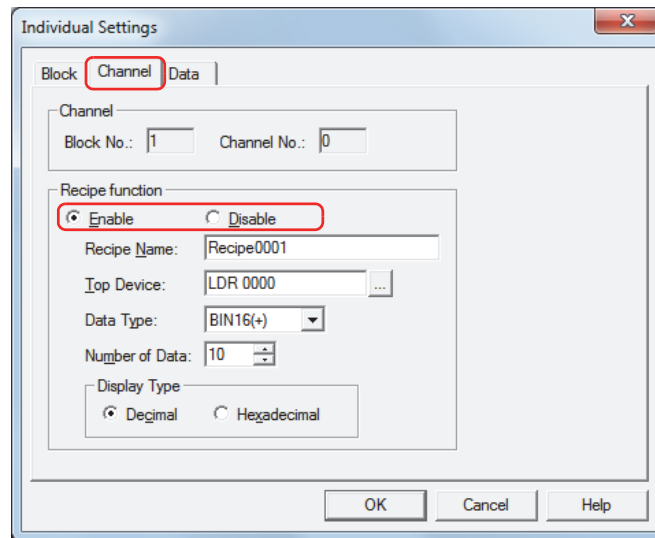 Individual Settings
Block Channel Data
Channel
Block No.: 1 Channel No.: 0
Recipe function
Enable Disable
Recipe Name: Recipe0001
Top Device: LDR 0000 ...
Data Type: BIN16(+)
Number of Data: 10
Display Type
Decimal Hexadecimal
OK Cancel Help